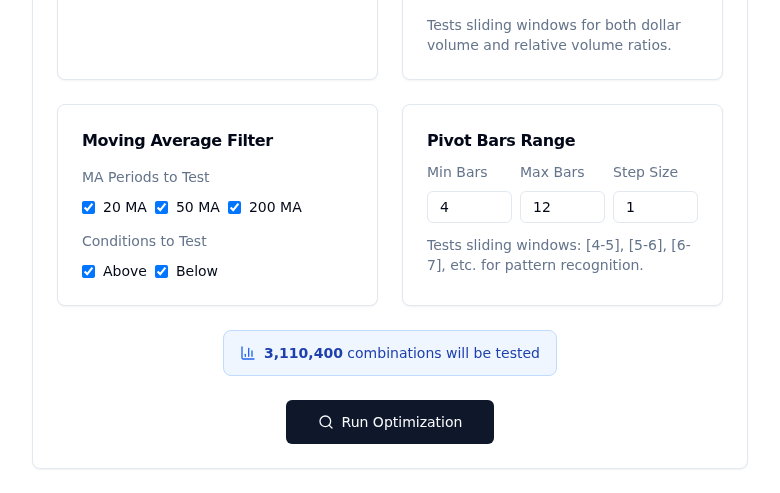 Tests sliding windows for both dollar
volume and relative volume ratios.
Moving Average Filter
MA Periods to Test
20 MA 50 MA 200 MA
Conditions to Test
Above Below
Pivot Bars Range
Min Bars Max Bars Step Size
4 12 1
Tests sliding windows: [4-5], [5-6], [6-
7], etc. for pattern recognition.
3,110,400 combinations will be tested
Run Optimization